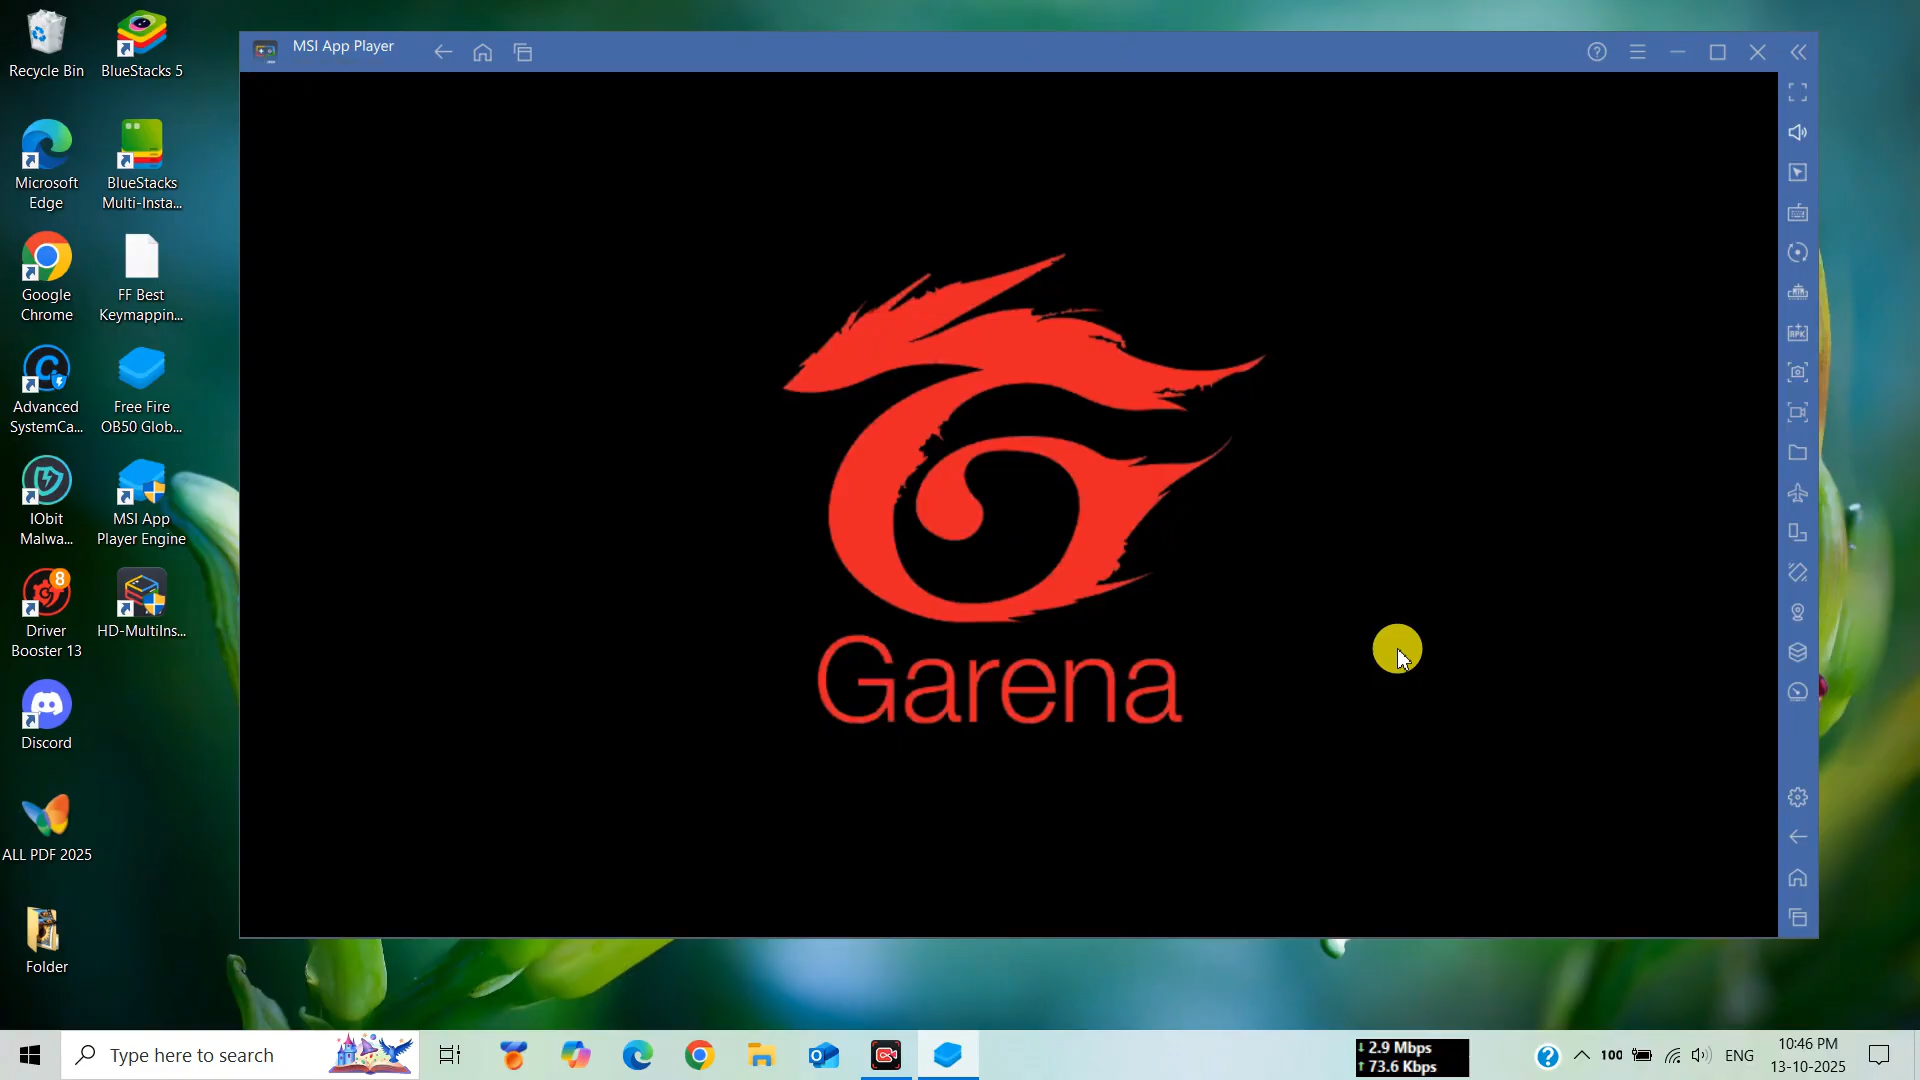 Recycle Bin
BlueStacks 5
Microsoft
Edge
BlueStacks
Multi-Insta...
Google
Chrome
FF Best
Keymappin...
Advanced
SystemCa...
Free Fire
OB50 Glob...
IObit
Malwa...
MSI App
Player Engine
8
Driver
Booster 13
HD-MultiIns...
Discord
ALL PDF 2025
Folder
MSI App Player
APK
Garena
Type here to search
↓ 2.9 Mbps
↑ 73.6 Kbps
100
ENG
10:46 PM
13-10-2025